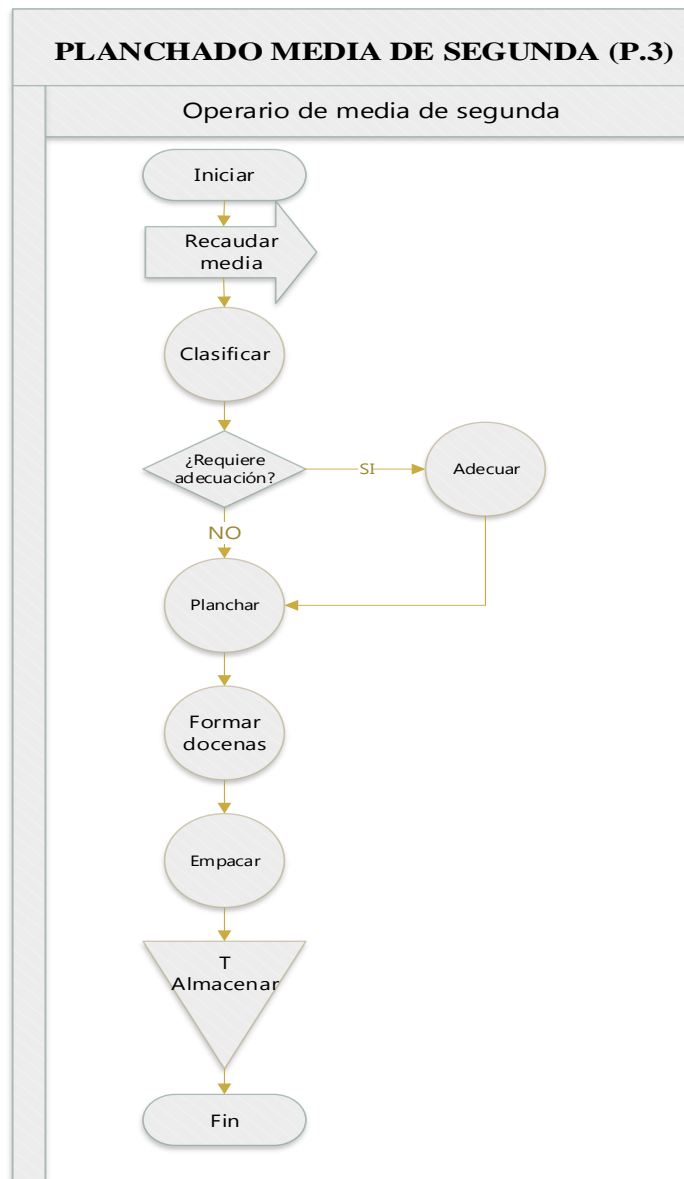 PLANCHADO MEDIA DE SEGUNDA (P.3)
Operario de media de segunda
Iniciar
Recaudar
media
Clasificar
¿Requiere
adecuación?
SI
Adecuar
NO
Planchar
Formar
docenas
Empacar
T
Almacenar
Fin